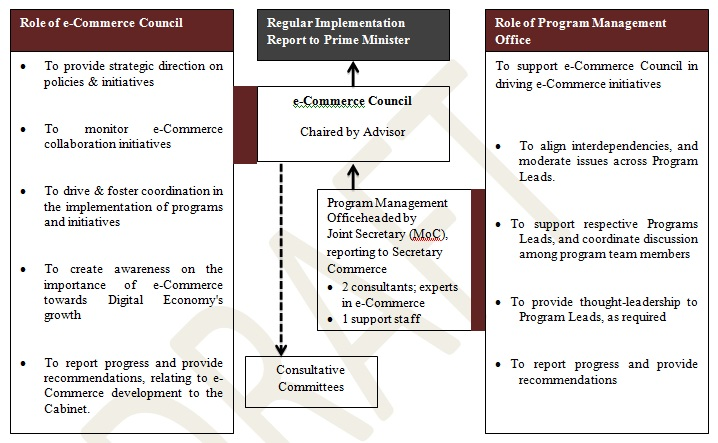 Role of e-Commerce Council
To provide strategic direction on
policies & initiatives
To monitor e-Commerce
collaboration initiatives
To drive & foster coordination in
the implementation of programs
and initiatives
To create awareness on the
importance of e-Commerce
towards Digital Economy's
growth
To report progress and provide
recommendations, relating to e-
Commerce development to the
Cabinet.
Regular Implementation
Report to Prime Minister
e-Commerce Council
Chaired by Advisor
Program Management
Officeheaded by
Joint Secretary (MoC),
reporting to Secretary
Commerce
2 consultants; experts
in e-Commerce
1 support staff
Consultative
Committees
Role of Program Management
Office
To support e-Commerce Council in
driving e-Commerce initiatives
To align interdependencies, and
moderate issues across Program
Leads.
To support respective Programs
Leads, and coordinate discussion
among program team members
To provide thought-leadership to
Program Leads, as required
To report progress and provide
recommendations
DRAFT